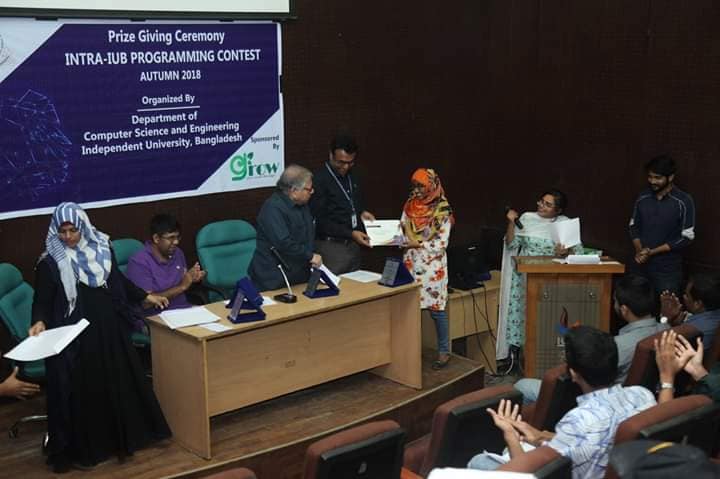 Prize Giving Ceremony
INTRA-IUB PROGRAMMING CONTEST
AUTUMN 2018
Organized By
Department of
Computer Science and Engineering
Independent University, Bangladesh
Sponsored
By
Grow